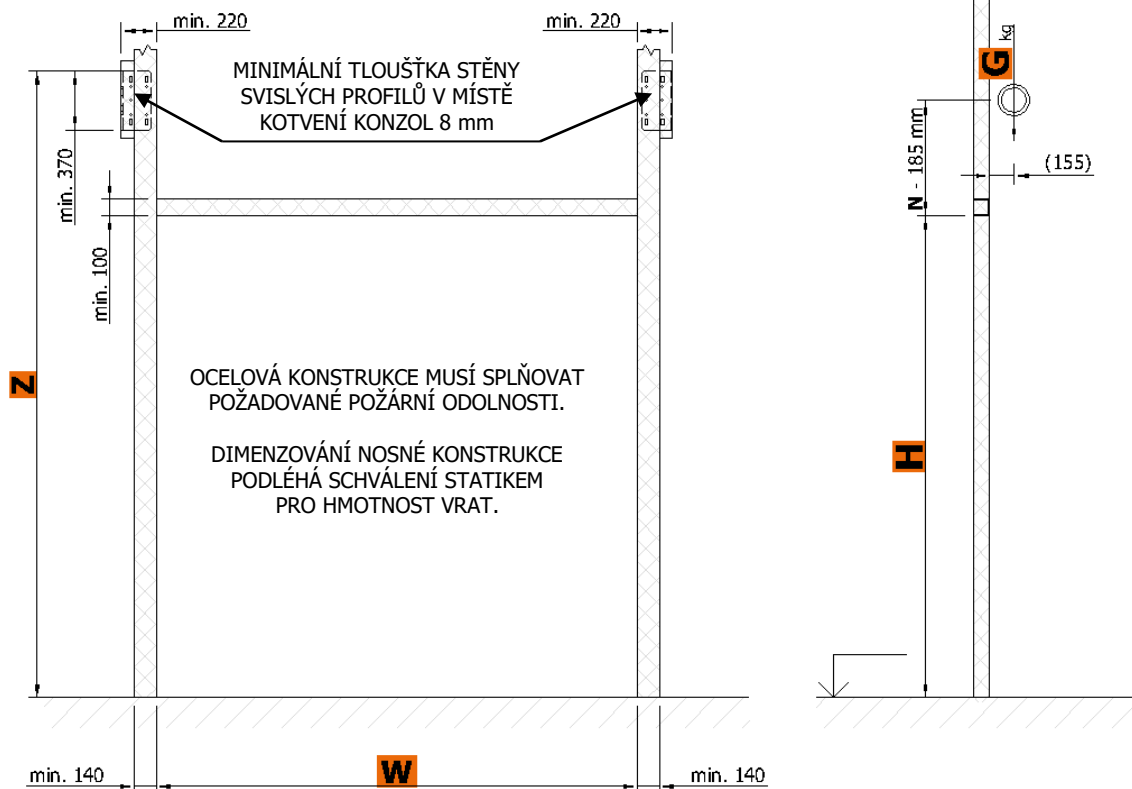 min. 220
min. 220
MINIMÁLNÍ TLOUŠŤKA STĚNY
SVISLÝCH PROFILŮ V MÍSTĚ
KOTVENÍ KONZOL 8 mm
min. 370
min. 100
Z
OCELOVÁ KONSTRUKCE MUSÍ SPLŇOVAT
POŽADOVANÉ POŽÁRNÍ ODOLNOSTI.
DIMENZOVÁNÍ NOSNÉ KONSTRUKCE
PODLÉHÁ SCHVÁLENÍ STATIKEM
PRO HMOTNOST VRAT.
min. 140
W
min. 140
G kg
N - 185 mm
(155)
H